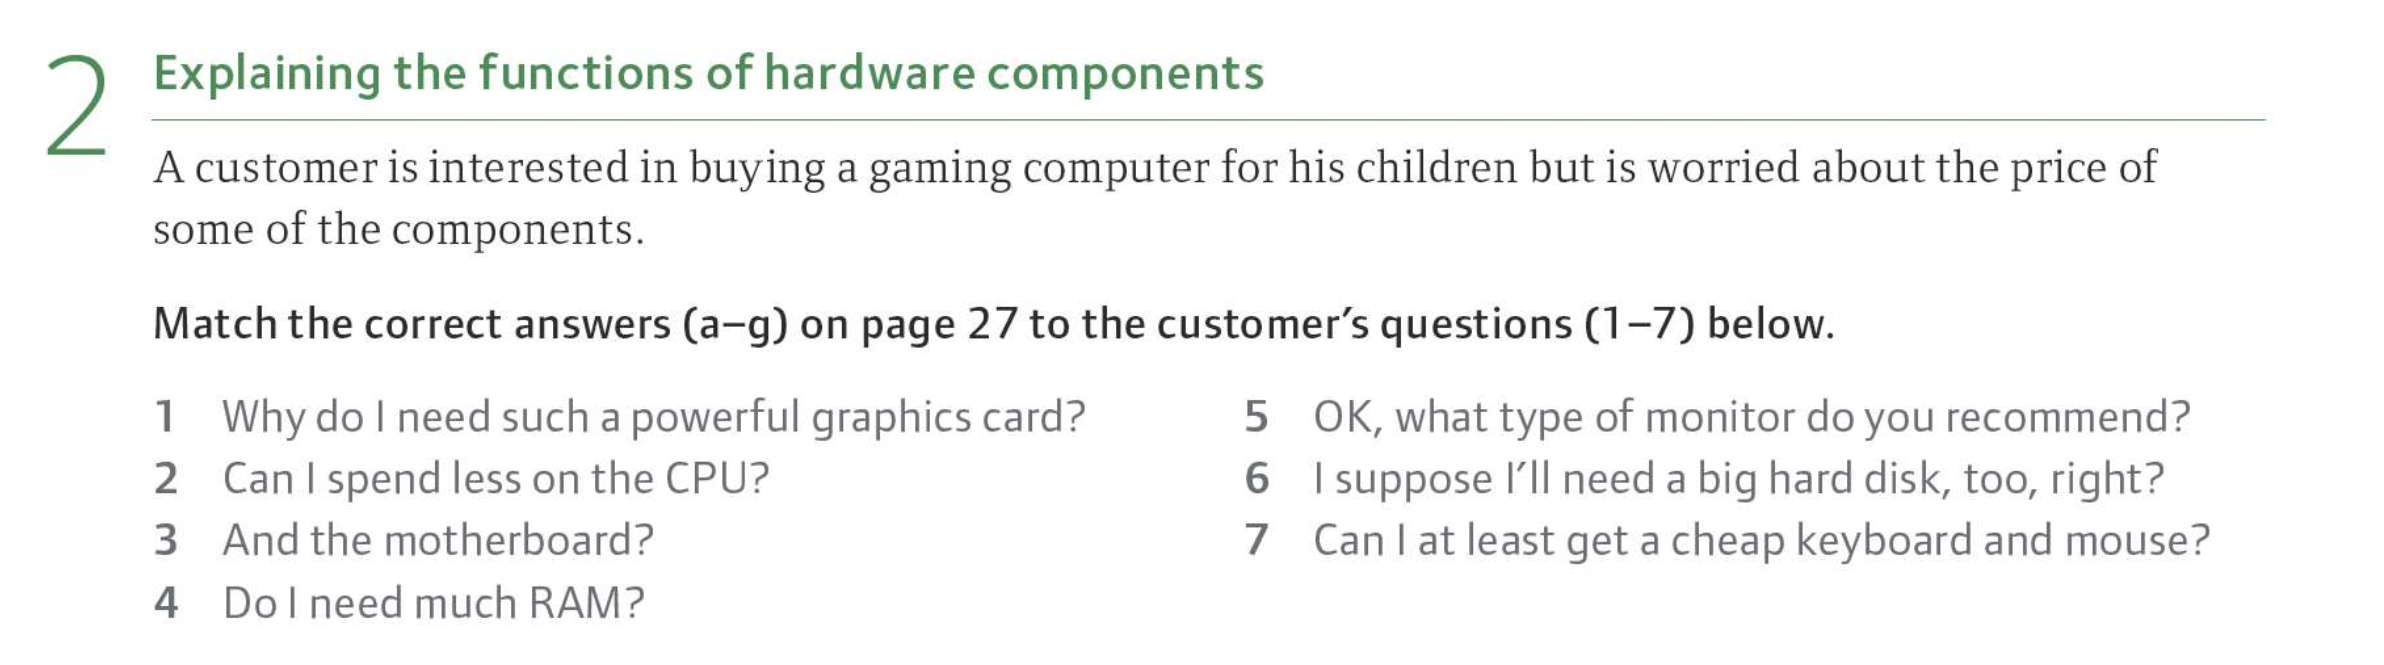 2
Explaining the functions of hardware components
A customer is interested in buying a gaming computer for his children but is worried about the price of
some of the components.
Match the correct answers (a–g) on page 27 to the customer’s questions (1–7) below.
1 Why do I need such a powerful graphics card?
2 Can I spend less on the CPU?
3 And the motherboard?
4 Do I need much RAM?
5 OK, what type of monitor do you recommend?
6 I suppose I’ll need a big hard disk, too, right?
7 Can I at least get a cheap keyboard and mouse?